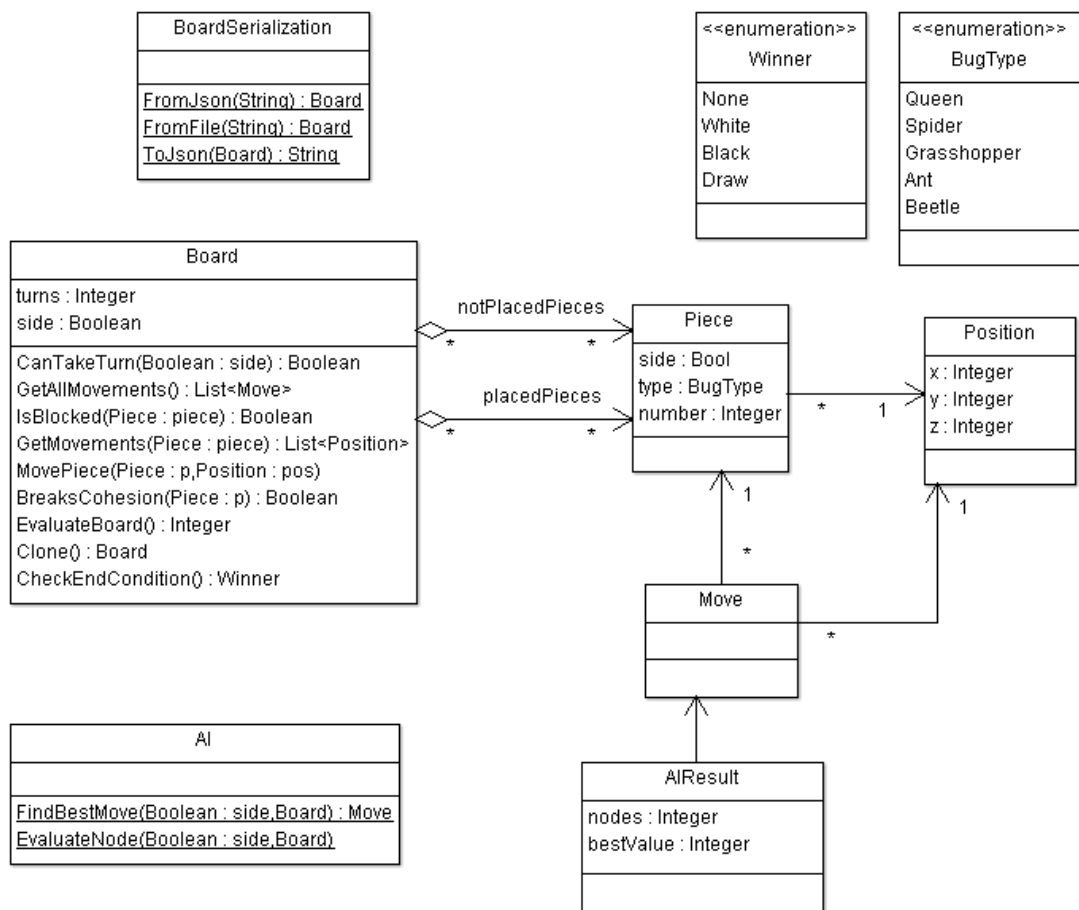 BoardSerialization
FromJson(String) : Board
FromFile(String) : Board
ToJson(Board) : String
<<enumeration>>
Winner
None
White
Black
Draw
<<enumeration>>
BugType
Queen
Spider
Grasshopper
Ant
Beetle
Board
turns : Integer
side : Boolean
CanTakeTurn(Boolean : side) : Boolean
GetAllMovements() : List<Move>
IsBlocked(Piece : piece) : Boolean
GetMovements(Piece : piece) : List<Position>
MovePiece(Piece : p,Position : pos)
BreaksCohesion(Piece : p) : Boolean
EvaluateBoard() : Integer
Clone() : Board
CheckEndCondition() : Winner
notPlacedPieces
* *
placedPieces
* *
Piece
side : Bool
type : BugType
number : Integer
* 1
Position
x : Integer
y : Integer
z : Integer
1
*
1
*
Move
AI
FindBestMove(Boolean : side,Board) : Move
EvaluateNode(Boolean : side,Board)
AIResult
nodes : Integer
bestValue : Integer